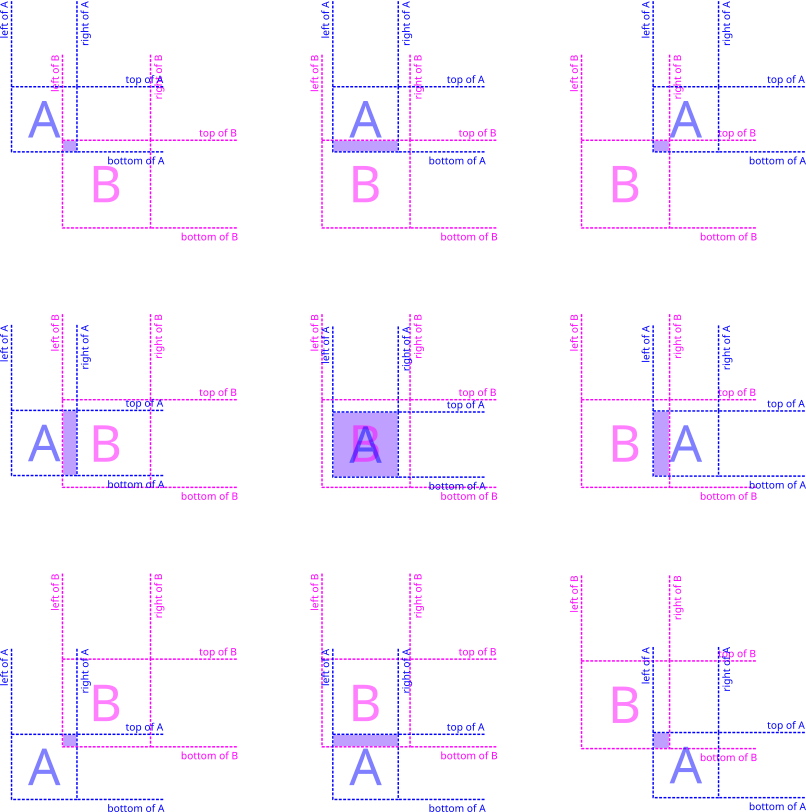 left of A
right of A
left of B
right of B
top of A
A
top of B
bottom of A
B
bottom of B
left of A
right of A
left of B
right of B
top of A
A
top of B
bottom of A
B
bottom of B
left of A
right of A
left of B
right of B
top of A
A
top of B
bottom of A
B
bottom of B
left of A
right of A
left of B
right of B
top of B
top of A
A
B
bottom of A
bottom of B
left of B
left of A
right of A
right of B
top of B
top of A
B
A
bottom of A
bottom of B
left of B
right of B
left of A
right of A
top of B
top of A
B
A
bottom of A
bottom of B
left of B
right of B
top of B
left of A
right of A
B
top of A
bottom of B
A
bottom of A
left of B
right of B
top of B
left of A
right of A
B
top of A
bottom of B
A
bottom of A
left of B
right of B
top of B
left of A
right of A
B
top of A
bottom of B
A
bottom of A